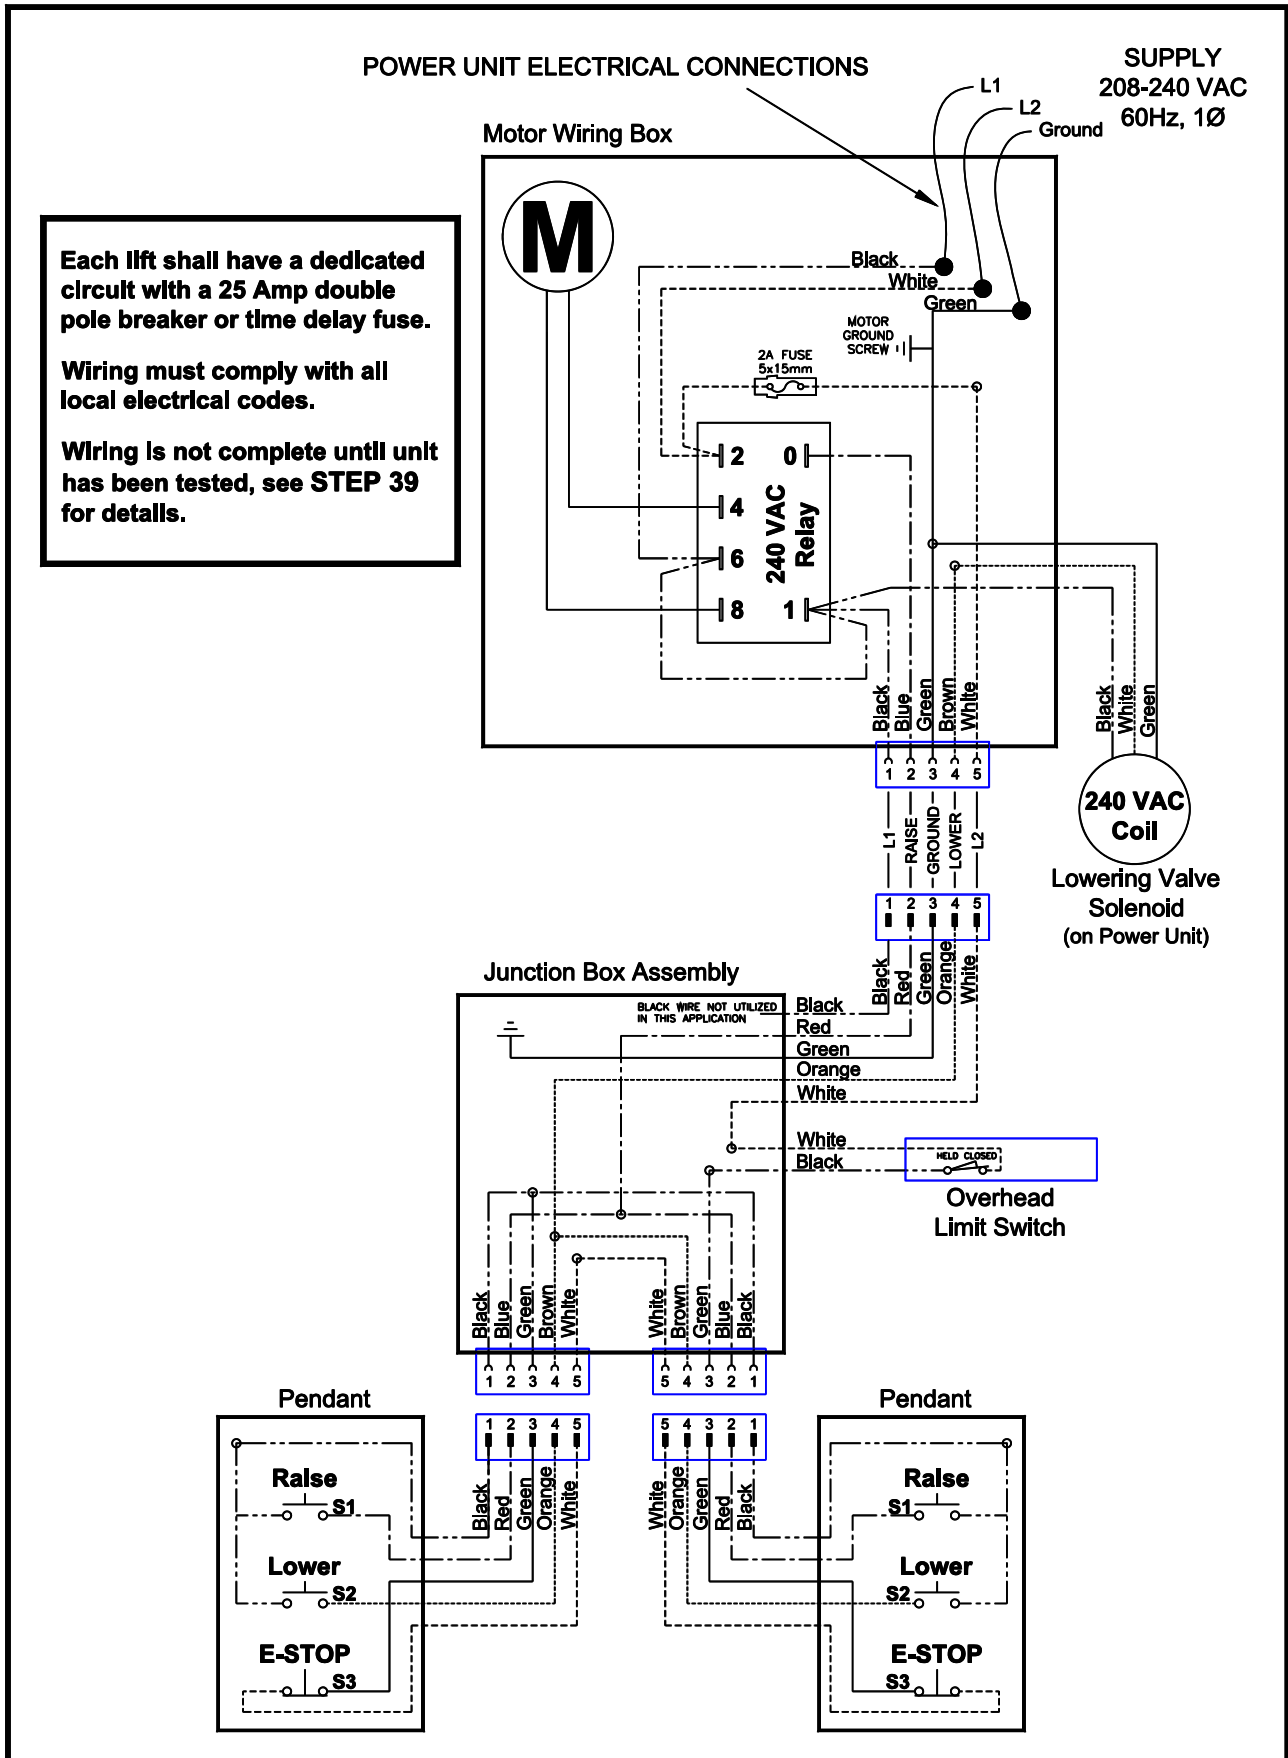 POWER UNIT ELECTRICAL CONNECTIONS
SUPPLY
208-240 VAC
60Hz, 1Ø
L1
L2
Ground
Motor Wiring Box
M
Each lift shall have a dedicated
circuit with a 25 Amp double
pole breaker or time delay fuse.
Wiring must comply with all
local electrical codes.
Wiring is not complete until unit
has been tested, see STEP 39
for details.
Black
White
Green
MOTOR
GROUND
SCREW
2A FUSE
5x15mm
2 0
4
6
8 1
240 VAC
Relay
Black
Blue
Green
Brown
White
Black
White
Green
1 2 3 4 5
240 VAC
Coil
Lowering Valve
Solenoid
(on Power Unit)
L1
RAISE
GROUND
LOWER
L2
1 2 3 4 5
Black
Red
Green
Orange
White
Junction Box Assembly
BLACK WIRE NOT UTILIZED
IN THIS APPLICATION
Black
Red
Green
Orange
White
White
Black
HELD CLOSED
Overhead
Limit Switch
Black
Blue
Green
Brown
White
White
Brown
Green
Blue
Black
1 2 3 4 5
5 4 3 2 1
Pendant
Pendant
1 2 3 4 5
5 4 3 2 1
Black
Red
Green
Orange
White
White
Orange
Green
Red
Black
Raise
S1
Lower
S2
E-STOP
S3
Raise
S1
Lower
S2
E-STOP
S3